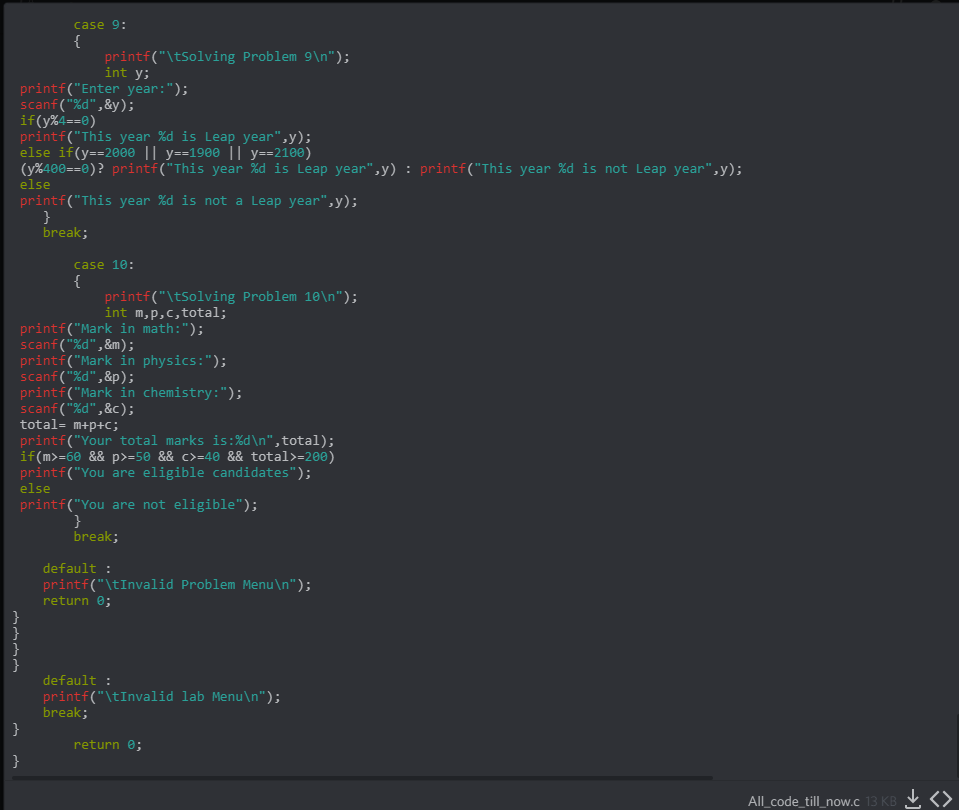 case 9:
{
printf("\tSolving Problem 9\n");
int y;
printf("Enter year:");
scanf("%d",&y);
if(y%4==0)
printf("This year %d is Leap year",y);
else if(y==2000 || y==1900 || y==2100)
(y%400==0)? printf("This year %d is Leap year",y) : printf("This year %d is not Leap year",y);
else
printf("This year %d is not a Leap year",y);
}
break;
case 10:
{
printf("\tSolving Problem 10\n");
int m,p,c,total;
printf("Mark in math:");
scanf("%d",&m);
printf("Mark in physics:");
scanf("%d",&p);
printf("Mark in chemistry:");
scanf("%d",&c);
total= m+p+c;
printf("Your total marks is:%d\n",total);
if(m>=60 && p>=50 && c>=40 && total>=200)
printf("You are eligible candidates");
else
printf("You are not eligible");
}
break;
default :
printf("\tInvalid Problem Menu\n");
return 0;
}
}
}
}
default :
printf("\tInvalid lab Menu\n");
break;
}
return 0;
}
All_code_till_now.c 13 KB